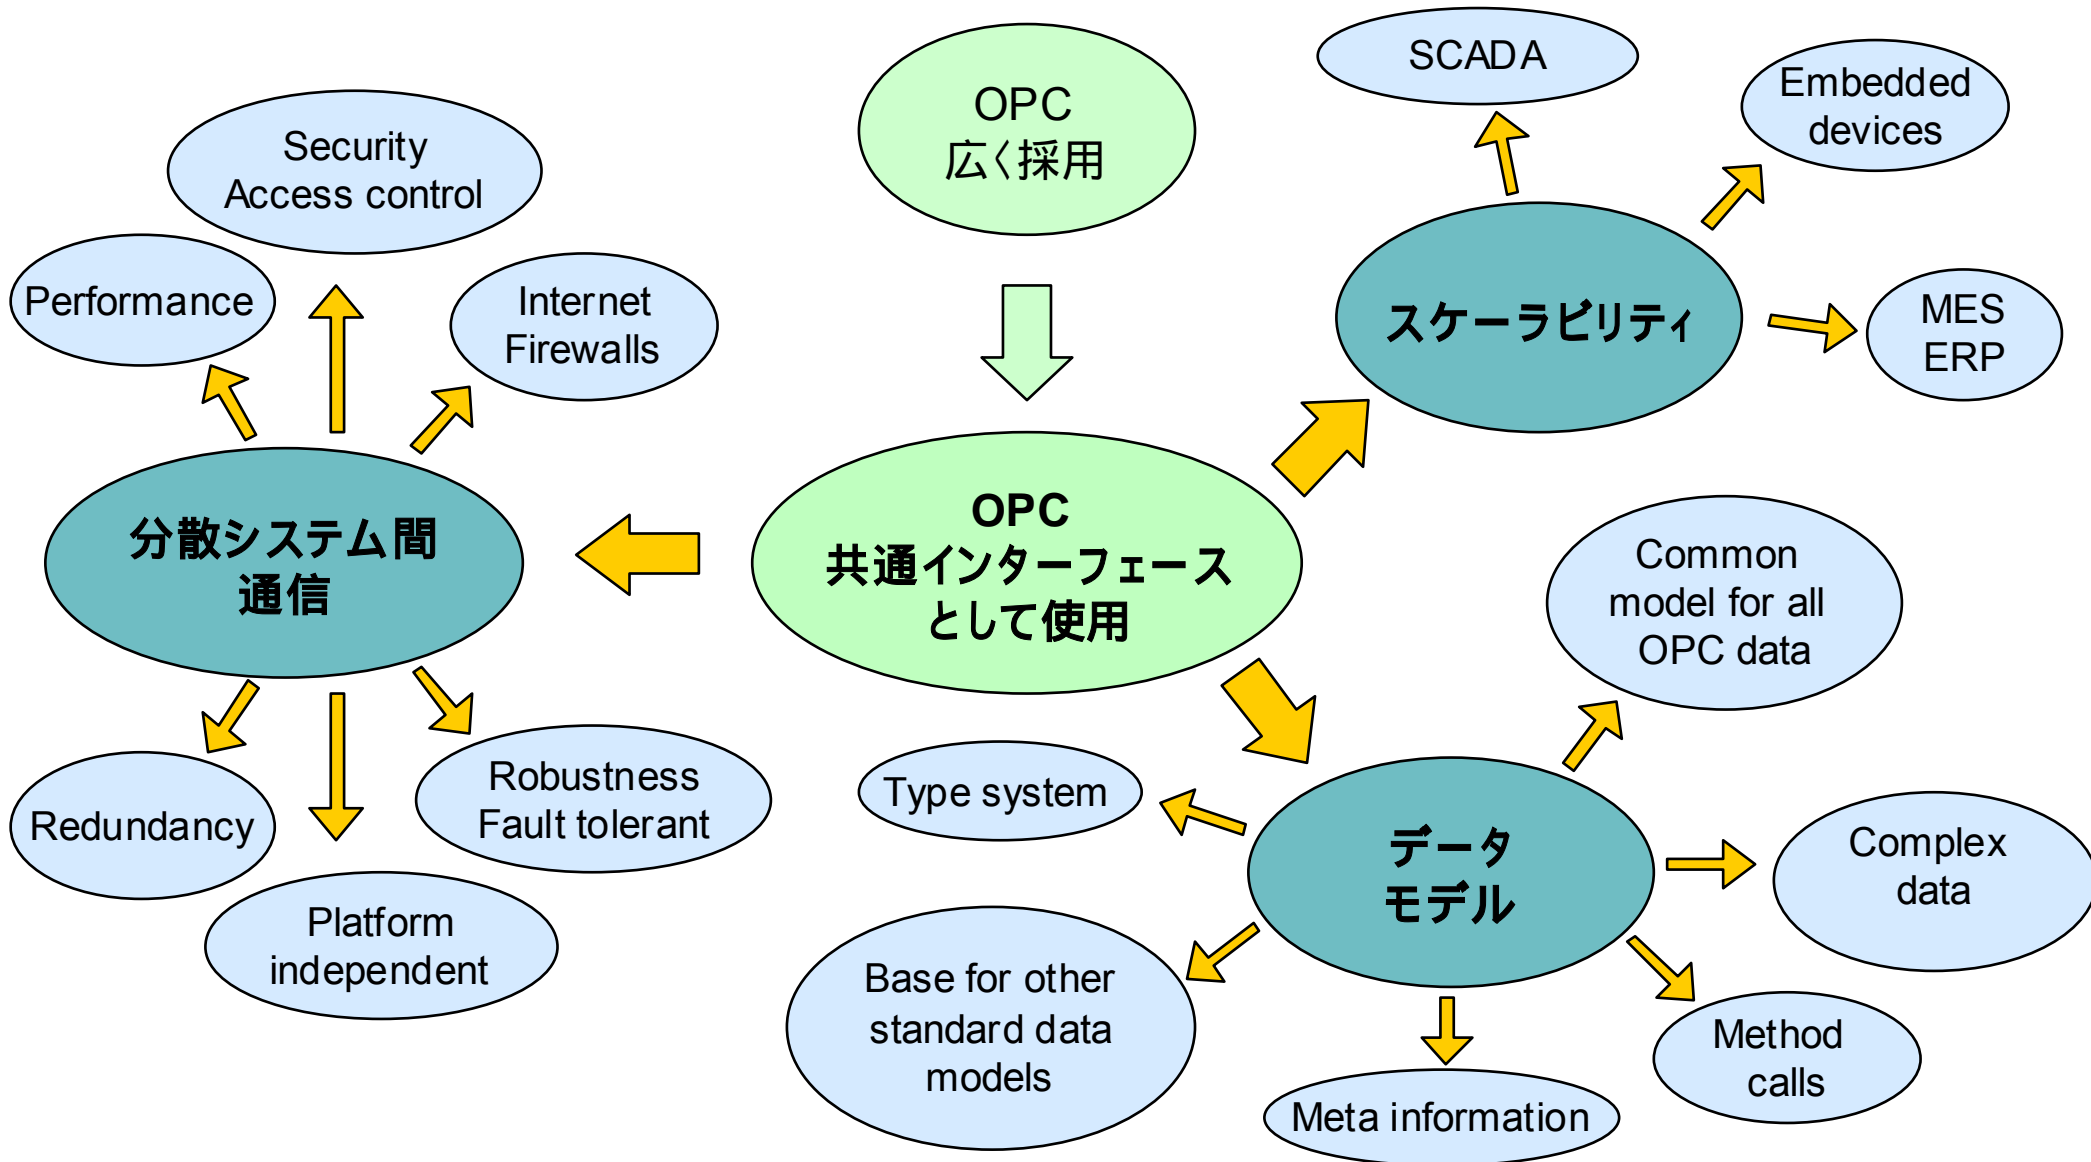 OPC
広く採用
SCADA
Embedded
devices
Security
Access control
Performance
Internet
Firewalls
スケーラビリティ
MES
ERP
分散システム間
通信
OPC
共通インターフェース
として使用
Common
model for all
OPC data
Redundancy
Robustness
Fault tolerant
Platform
independent
Type system
データ
モデル
Complex
data
Base for other
standard data
models
Meta information
Method
calls